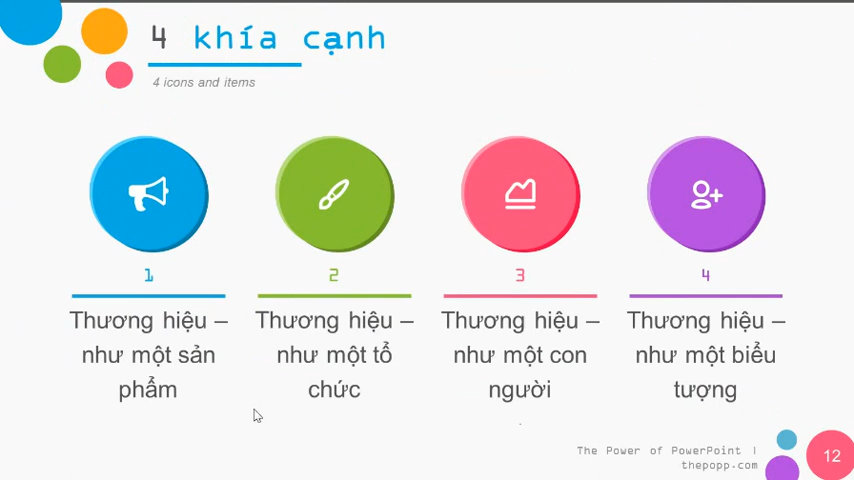 4 khía cạnh
4 icons and items
1
2
3
4
Thương hiệu –
như một sản
phẩm
Thương hiệu –
như một tổ
chức
Thương hiệu –
như một con
người
Thương hiệu –
như một biểu
tượng
The Power of PowerPoint |
thepopp.com
12